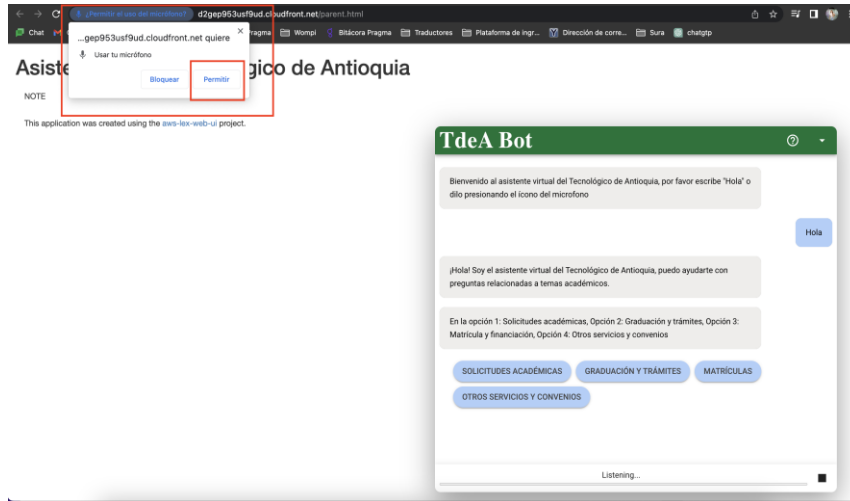 ¿Permitir el uso del micrófono? d2gep953usf9ud.cloudfront.net/parent.html
Chat Pragma Wompi Bitácora Pragma Traductores Plataforma de ingr... Dirección de corre... Sura chatgtp
...gep953usf9ud.cloudfront.net quiere
Usar tu micrófono
Bloquear Permitir
Asiste gico de Antioquia
NOTE
This application was created using the aws-lex-web-ui project.
TdeA Bot
Bienvenido al asistente virtual del Tecnológico de Antioquia, por favor escribe "Hola" o
dilo presionando el ícono del microfono
Hola
¡Hola! Soy el asistente virtual del Tecnológico de Antioquia, puedo ayudarte con
preguntas relacionadas a temas académicos.
En la opción 1: Solicitudes académicas, Opción 2: Graduación y trámites, Opción 3:
Matrícula y financiación, Opción 4: Otros servicios y convenios
SOLICITUDES ACADÉMICAS GRADUACIÓN Y TRÁMITES MATRÍCULAS
OTROS SERVICIOS Y CONVENIOS
Listening...